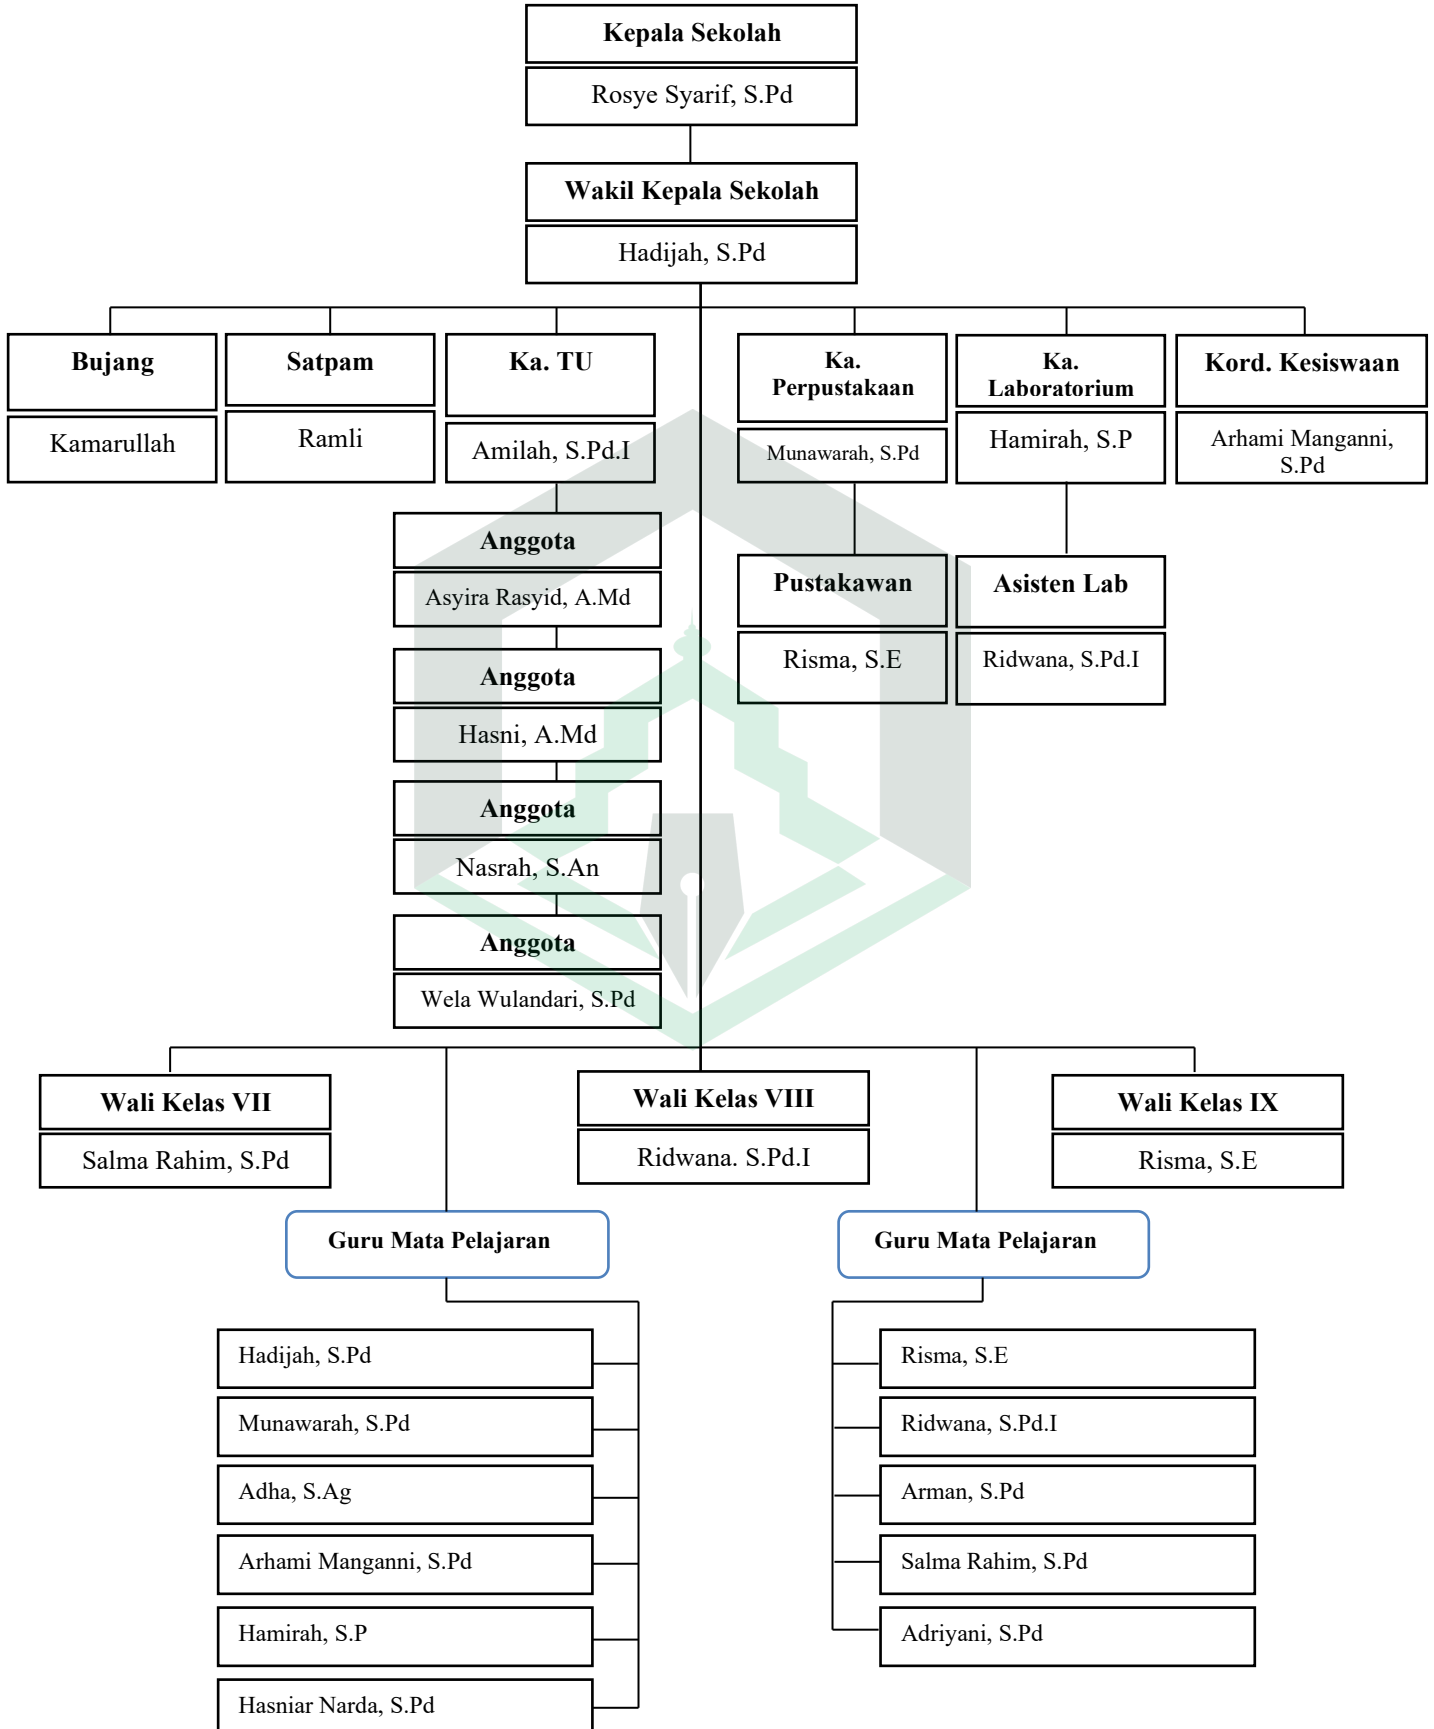 Kepala Sekolah
Rosye Syarif, S.Pd
Wakil Kepala Sekolah
Hadijah, S.Pd
Bujang
Kamarullah
Satpam
Ramli
Ka. TU
Amilah, S.Pd.I
Ka.
Perpustakaan
Munawarah, S.Pd
Ka.
Laboratorium
Hamirah, S.P
Kord. Kesiswaan
Arhami Manganni,
S.Pd
Anggota
Asyira Rasyid, A.Md
Anggota
Hasni, A.Md
Anggota
Nasrah, S.An
Anggota
Wela Wulandari, S.Pd
Pustakawan
Risma, S.E
Asisten Lab
Ridwana, S.Pd.I
Wali Kelas VII
Salma Rahim, S.Pd
Wali Kelas VIII
Ridwana. S.Pd.I
Wali Kelas IX
Risma, S.E
Guru Mata Pelajaran
Hadijah, S.Pd
Munawarah, S.Pd
Adha, S.Ag
Arhami Manganni, S.Pd
Hamirah, S.P
Hasniar Narda, S.Pd
Guru Mata Pelajaran
Risma, S.E
Ridwana, S.Pd.I
Arman, S.Pd
Salma Rahim, S.Pd
Adriyani, S.Pd